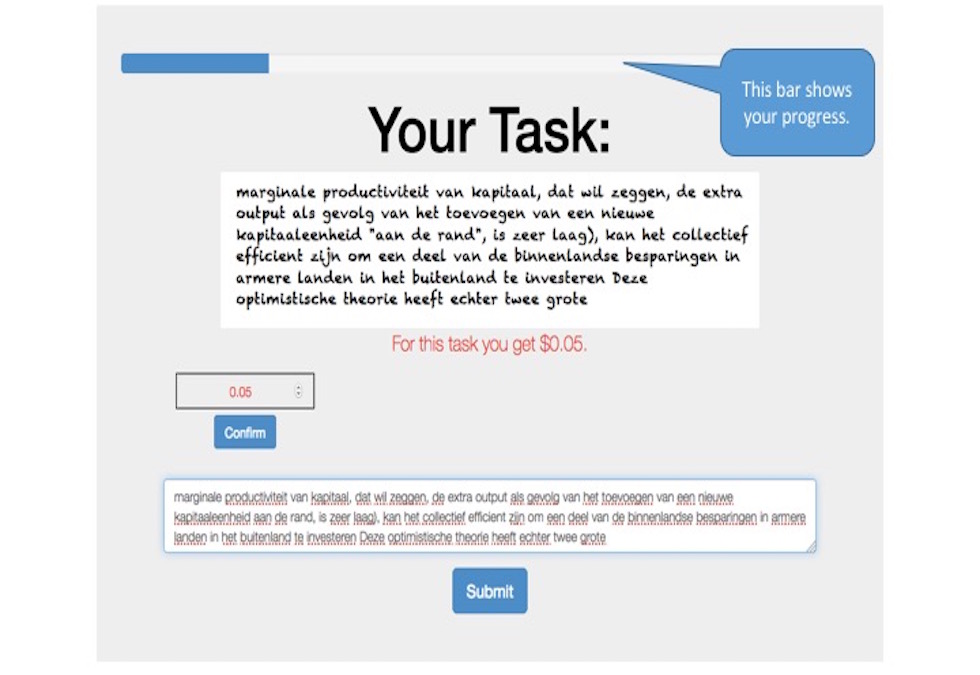 This bar shows
your progress.
Your Task:
marginale productiviteit van kapitaal, dat wil zeggen, de extra
output als gevolg van het toevoegen van een nieuwe
kapitaaleenheid "aan de rand", is zeer laag), kan het collectief
efficient zijn om een deel van de binnenlandse besparingen in
armere landen in het buitenland te investeren Deze
optimistische theorie heeft echter twee grote
For this task you get $0.05.
0.05
Confirm
marginale productiviteit van kapitaal, dat wil zeggen, de extra output als gevolg van het toevoegen van een nieuwe
kapitaaleenheid aan de rand, is zeer laag), kan het collectief efficient zijn om een deel van de binnenlandse besparingen in armere
landen in het buitenland te investeren Deze optimistische theorie heeft echter twee grote
Submit